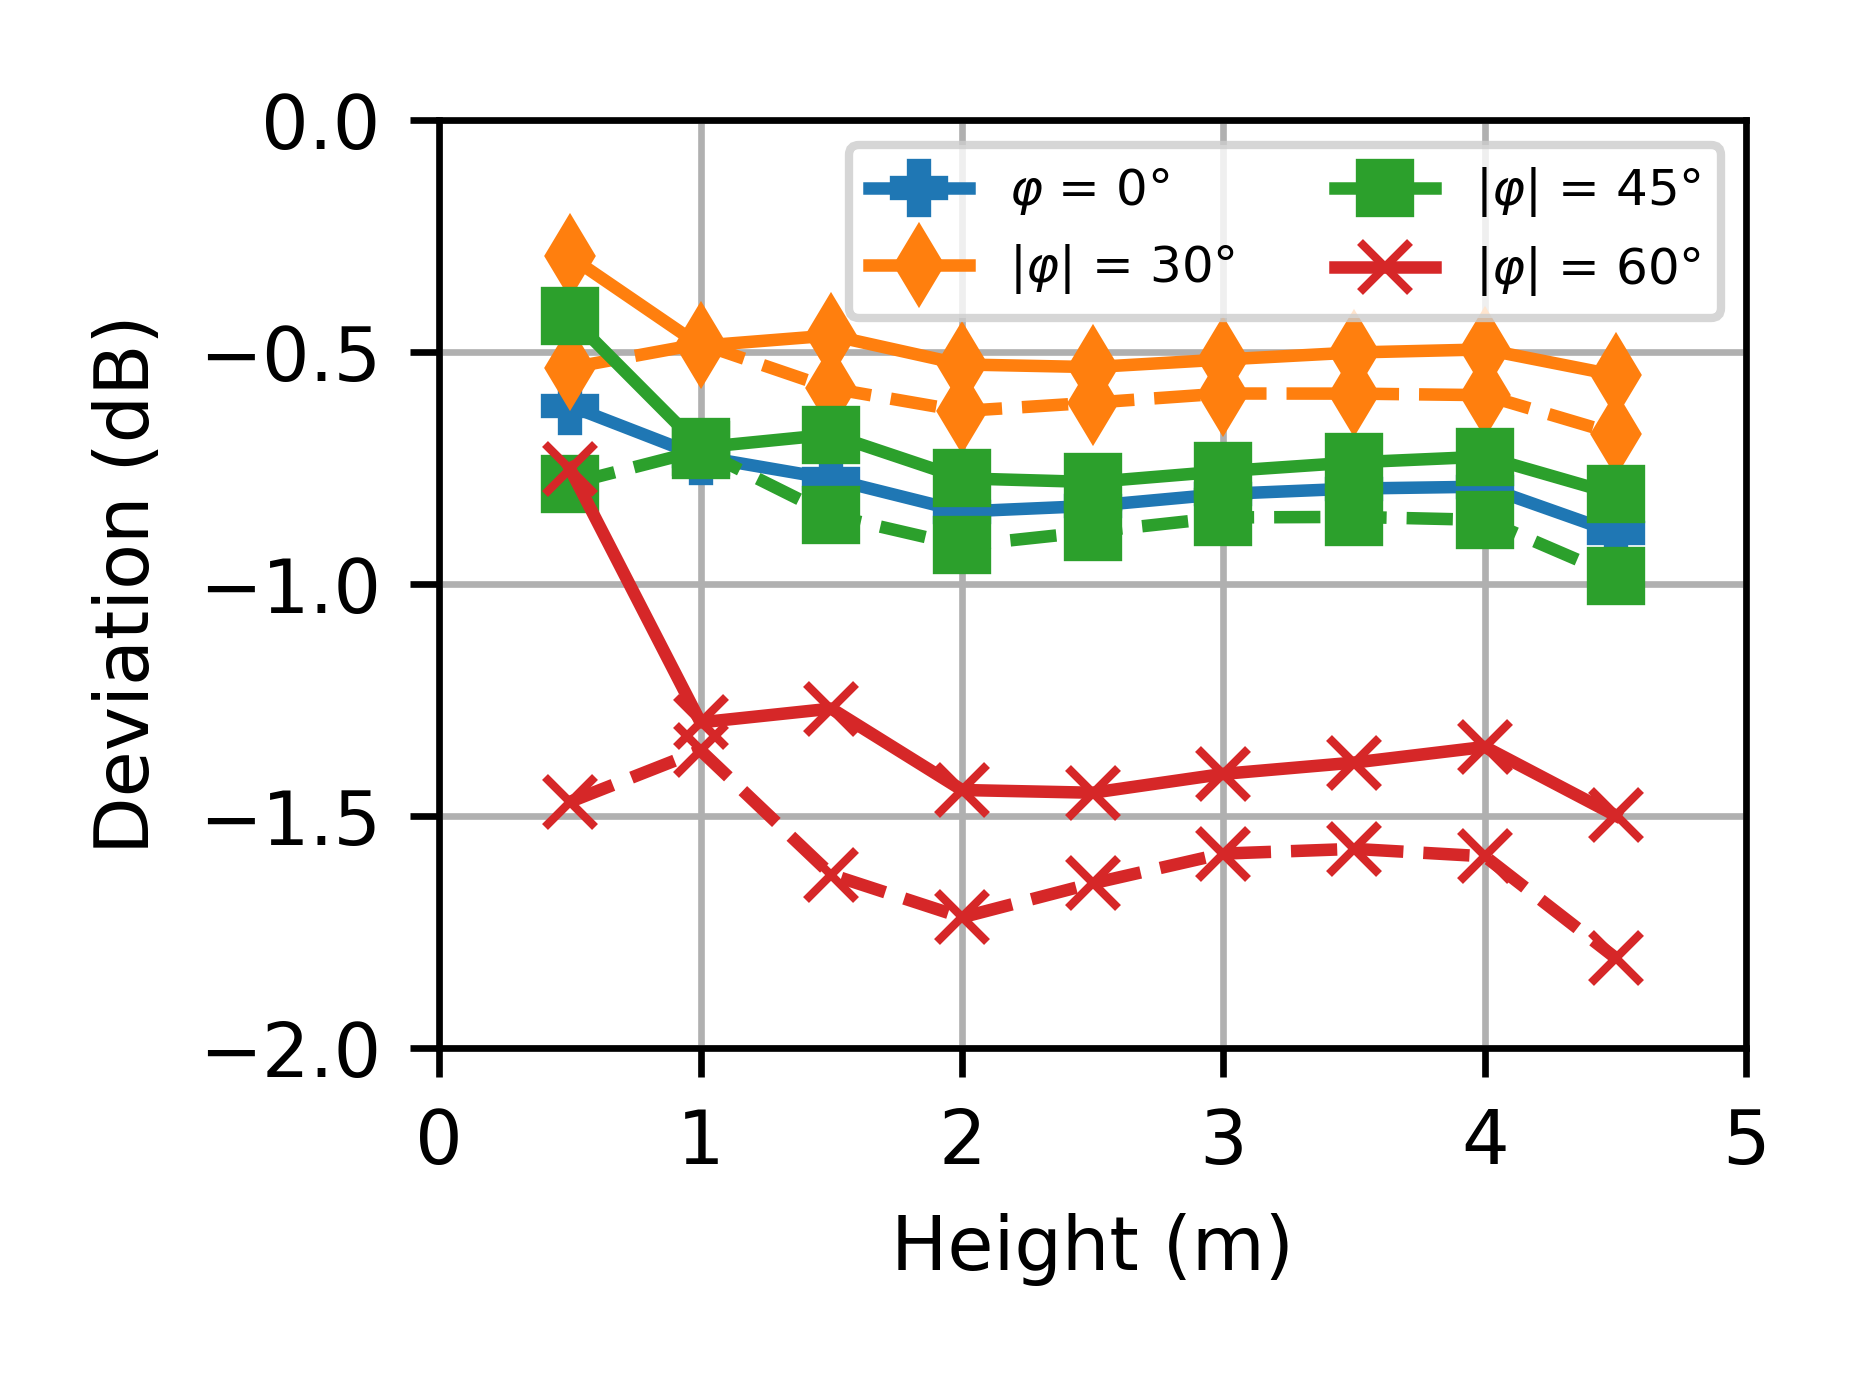 0.0
−0.5
−1.0
−1.5
−2.0
Deviation (dB)
φ = 0°
|φ| = 30°
|φ| = 45°
|φ| = 60°
0 1 2 3 4 5
Height (m)